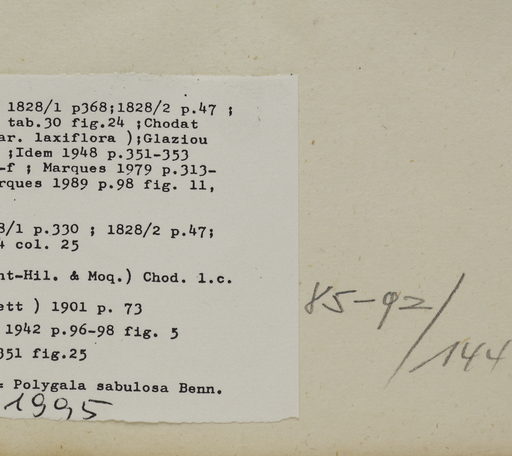 1828/1 p368;1828/2 p.47 ;
tab.30 fig.24 ;Chodat
ar. laxiflora );Glaziou
;Idem 1948 p.351-353
-f ; Marques 1979 p.313-
rques 1989 p.98 fig. 11,
8/1 p.330 ; 1828/2 p.47;
4 col. 25
nt-Hil. & Moq.) Chod. l.c.
ett ) 1901 p. 73
1942 p.96-98 fig. 5
351 fig.25
= Polygala sabulosa Benn.
1995
85-92/144